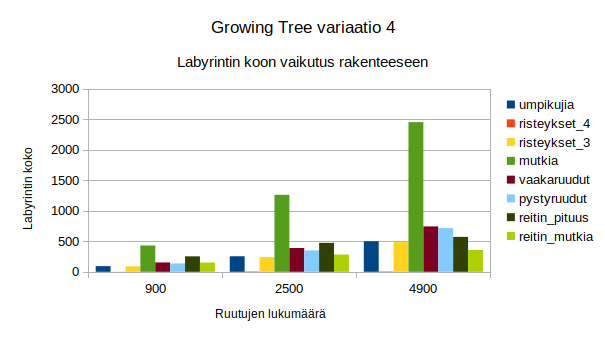 Growing Tree variaatio 4
Labyrintin koon vaikutus rakenteeseen
3000
2500
2000
1500
1000
500
0
Labyrintin koko
900 2500 4900
Ruutujen lukumäärä
umpikujia
risteykset_4
risteykset_3
mutkia
vaakaruudut
pystyruudut
reitin_pituus
reitin_mutkia